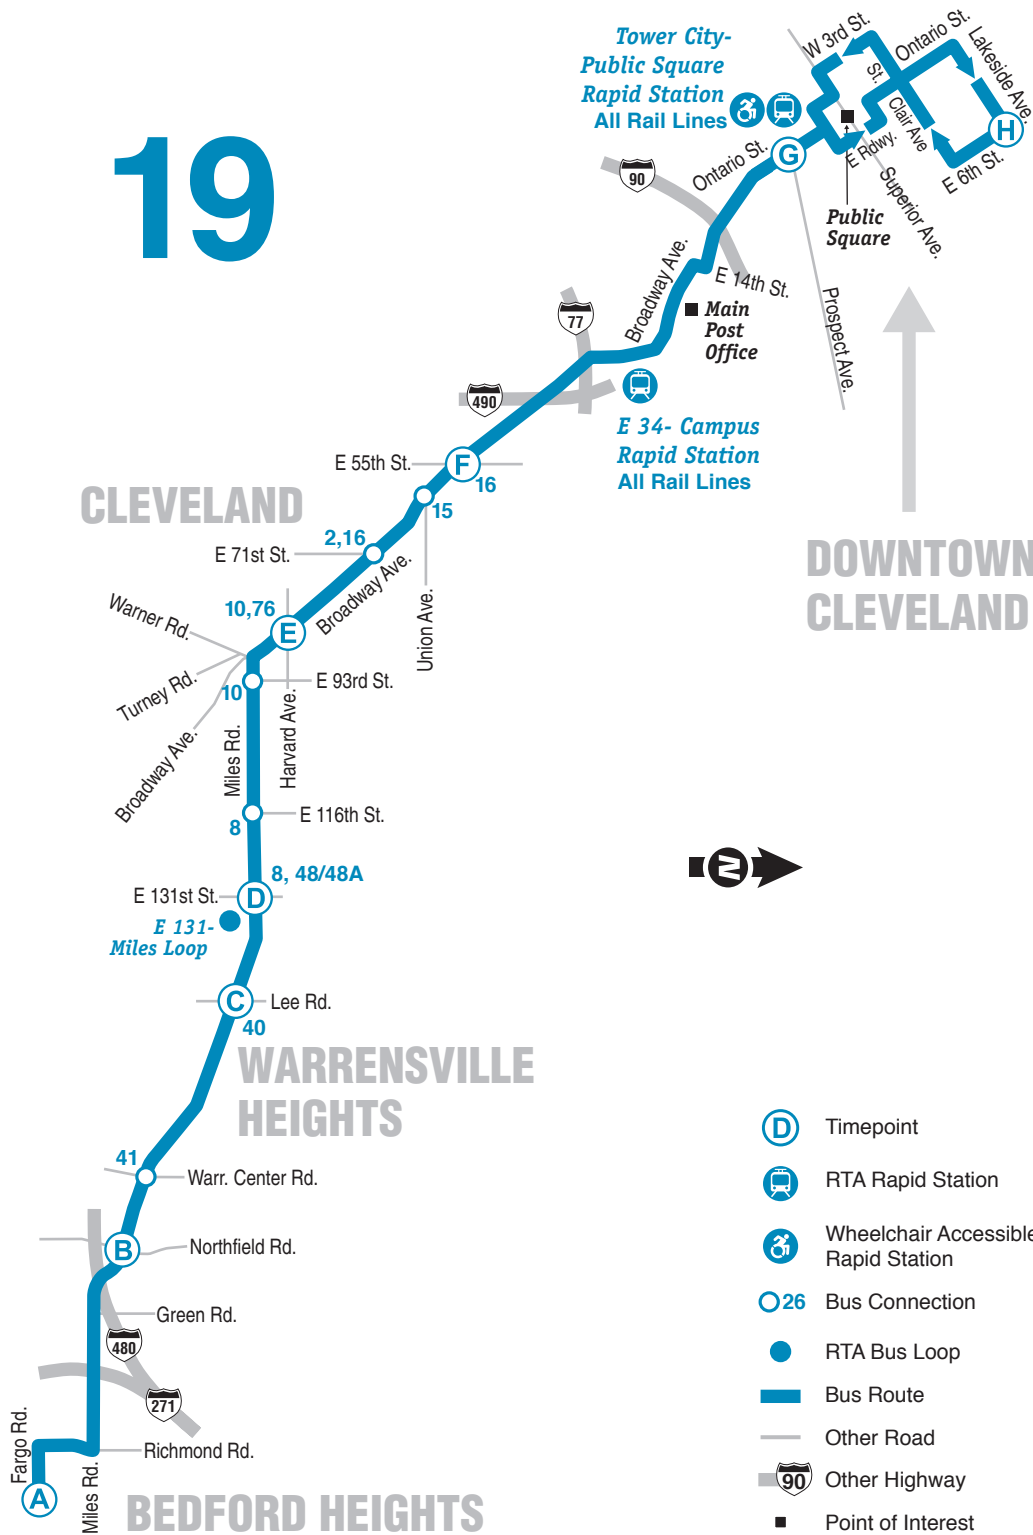 19
Tower City-
Public Square
Rapid Station
All Rail Lines
W 3rd St.
Ontario St.
Lakeside Ave.
St. Clair Ave
H
E 6th St.
E Rdwy.
Superior Ave.
Public
Square
G
Ontario St.
90
Prospect Ave.
E 14th St.
Broadway Ave.
Main
Post
Office
77
490
E 34- Campus
Rapid Station
All Rail Lines
DOWNTOWN
CLEVELAND
E 55th St.
F
16
CLEVELAND
15
2,16
E 71st St.
Broadway Ave.
Union Ave.
10,76
E
Warner Rd.
Turney Rd.
Broadway Ave.
10
E 93rd St.
Miles Rd.
Harvard Ave.
E 116th St.
8
8, 48/48A
E 131st St.
D
E 131-
Miles Loop
N
C
Lee Rd.
40
WARRENSVILLE
HEIGHTS
41
Warr. Center Rd.
B
Northfield Rd.
Green Rd.
480
271
Fargo Rd.
Richmond Rd.
A
Miles Rd.
BEDFORD HEIGHTS
D Timepoint
RTA Rapid Station
Wheelchair Accessible
Rapid Station
26 Bus Connection
RTA Bus Loop
Bus Route
Other Road
90 Other Highway
Point of Interest